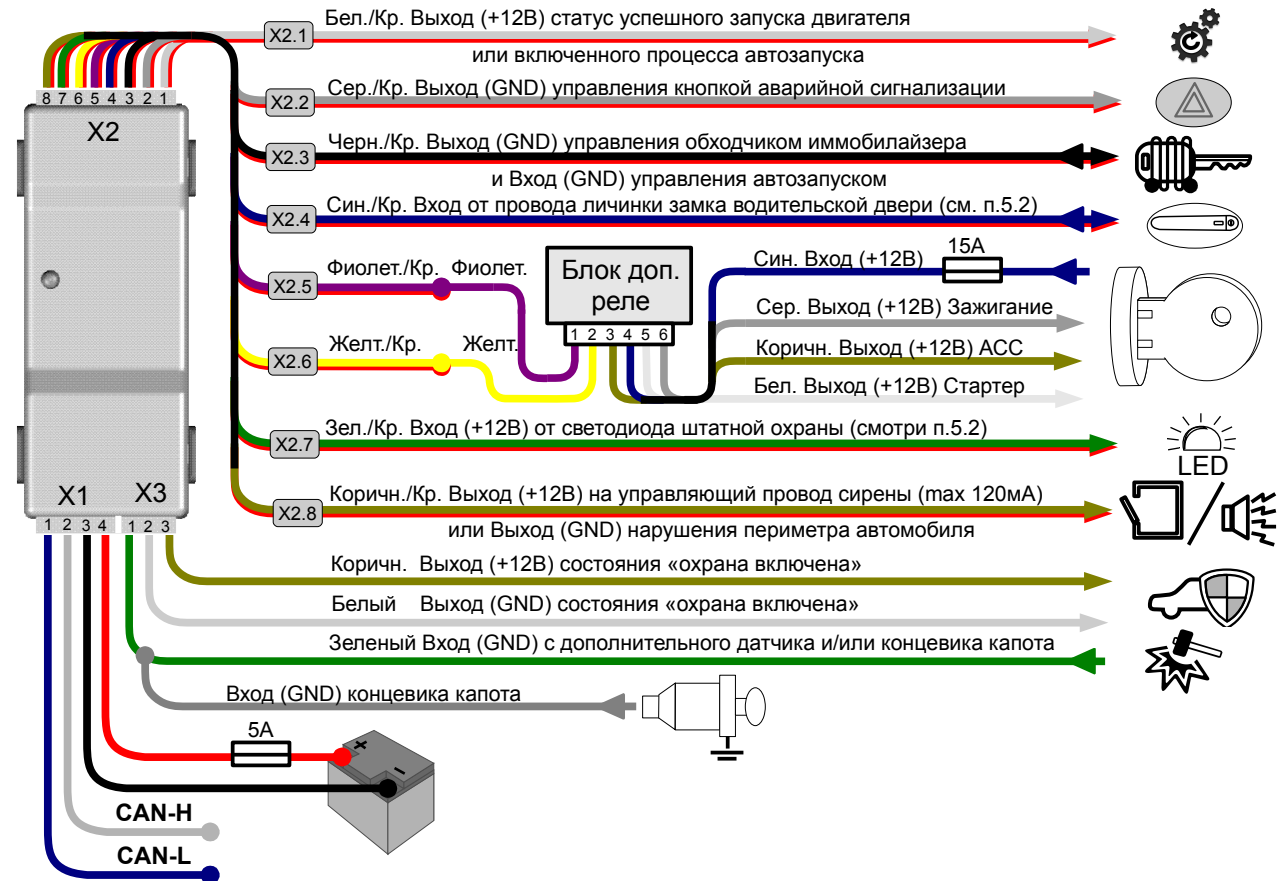 Бел./Кр. Выход (+12В) статус успешного запуска двигателя
X2.1
или включенного процесса автозапуска
Сер./Кр. Выход (GND) управления кнопкой аварийной сигнализации
X2.2
8 7 6 5 4 3 2 1
X2
Черн./Кр. Выход (GND) управления обходчиком иммобилайзера
X2.3
и Вход (GND) управления автозапуском
Син./Кр. Вход от провода личинки замка водительской двери (см. п.5.2)
X2.4
15А
Син. Вход (+12В)
Фиолет./Кр. Фиолет.
X2.5
Блок доп.
реле
1 2 3 4 5 6
Сер. Выход (+12В) Зажигание
Желт./Кр. Желт.
X2.6
Коричн. Выход (+12В) АСС
Бел. Выход (+12В) Стартер
Зел./Кр. Вход (+12В) от светодиода штатной охраны (смотри п.5.2)
X2.7
LED
Коричн./Кр. Выход (+12В) на управляющий провод сирены (max 120мА)
X2.8
или Выход (GND) нарушения периметра автомобиля
X1 X3
1 2 3 4 1 2 3
Коричн. Выход (+12В) состояния «охрана включена»
Белый Выход (GND) состояния «охрана включена»
Зеленый Вход (GND) с дополнительного датчика и/или концевика капота
Вход (GND) концевика капота
5А
+
–
CAN-H
CAN-L